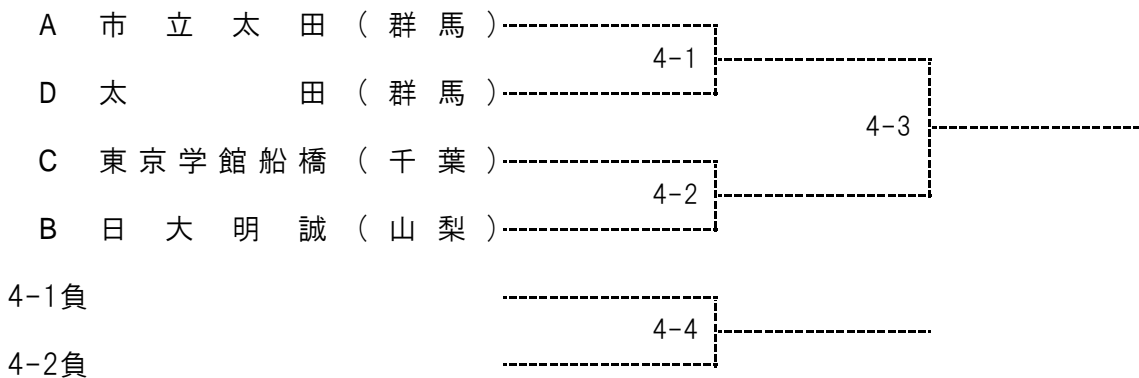 A 市立太田（群馬）
4-1
D 太田（群馬）
4-3
C 東京学館船橋（千葉）
4-2
B 日大明誠（山梨）
4-1負
4-4
4-2負